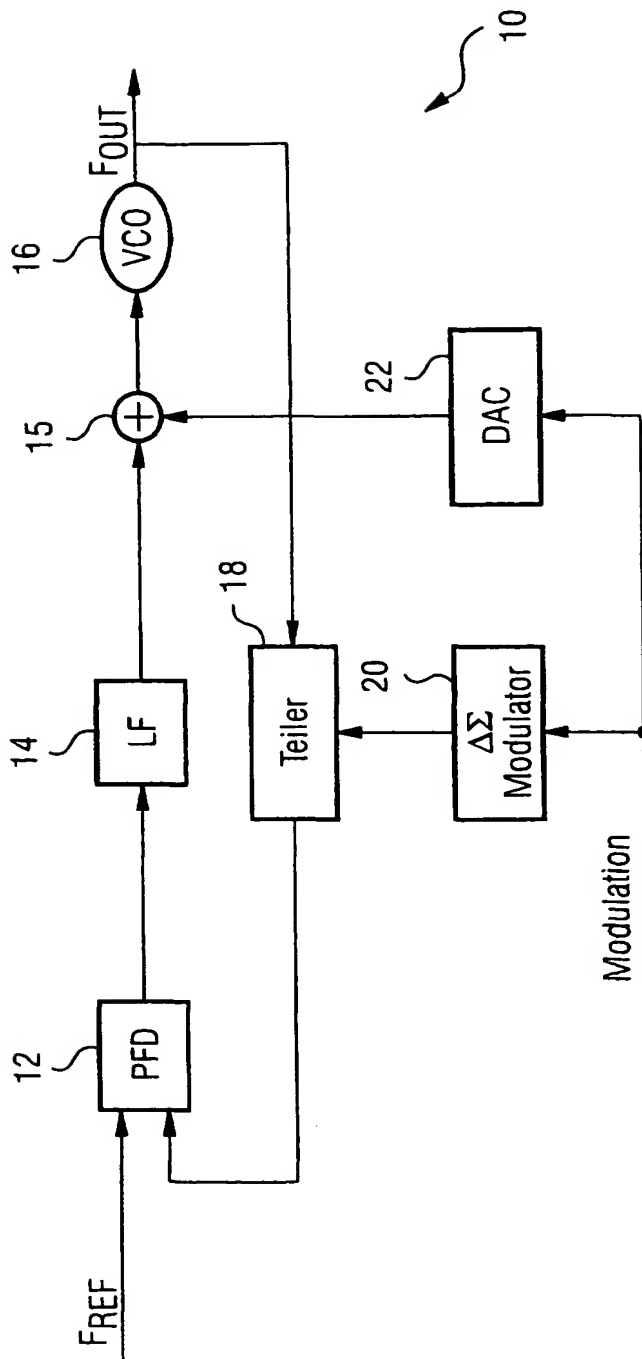 10
16
VCO
FOUT
15
+
22
DAC
14
LF
18
Teiler
20
ΔΣ
Modulator
12
PFD
FREF
Modulation